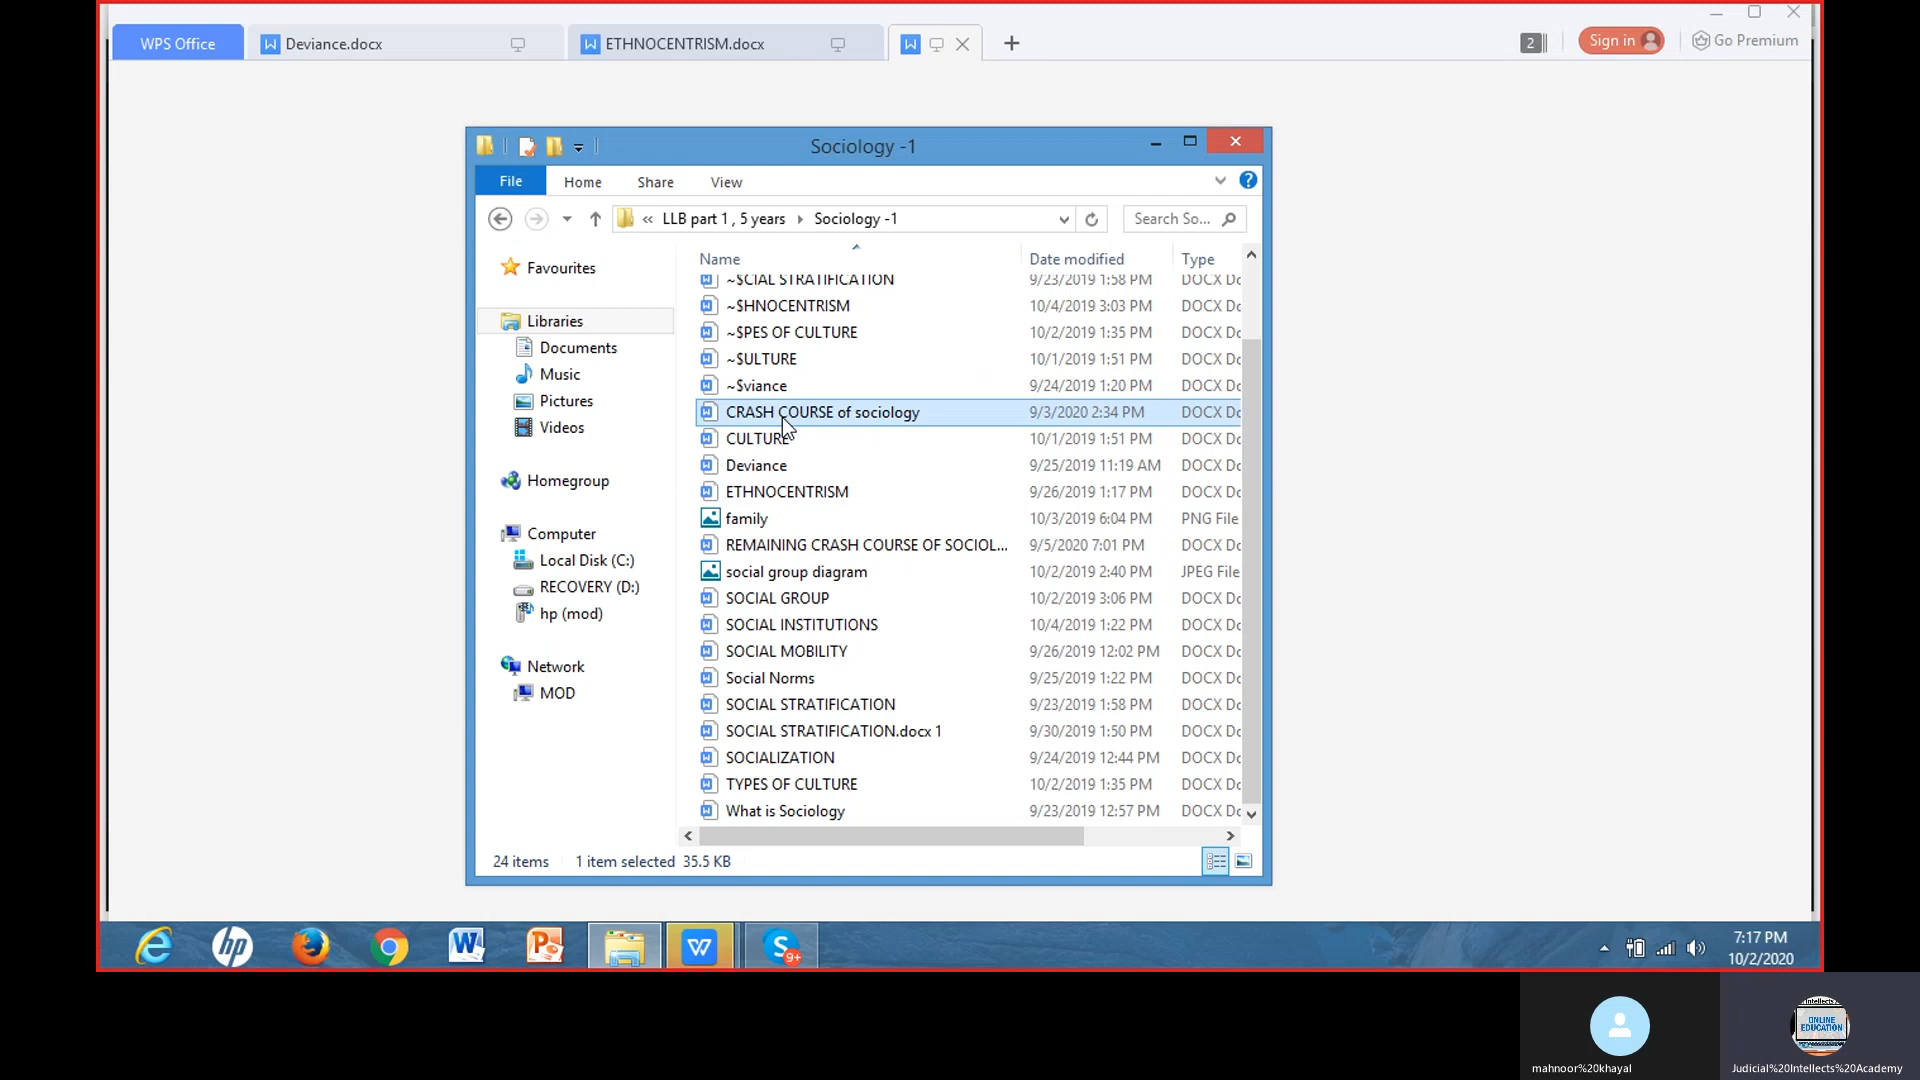 WPS Office Deviance.docx ETHNOCENTRISM.docx 2 Sign in Go Premium
Sociology -1
File Home Share View
« LLB part 1 , 5 years Sociology -1 Search So...
Name Date modified Type
Favourites
Libraries
Documents
Music
Pictures
Videos
Homegroup
Computer
Local Disk (C:)
RECOVERY (D:)
hp (mod)
Network
MOD
~$CIAL STRATIFICATION 9/23/2019 1:58 PM DOCX Dc
~$HNOCENTRISM 10/4/2019 3:03 PM DOCX Dc
~$PES OF CULTURE 10/2/2019 1:35 PM DOCX Dc
~$ULTURE 10/1/2019 1:51 PM DOCX Dc
~$viance 9/24/2019 1:20 PM DOCX Dc
CRASH COURSE of sociology 9/3/2020 2:34 PM DOCX Dc
CULTURE 10/1/2019 1:51 PM DOCX Dc
Deviance 9/25/2019 11:19 AM DOCX Dc
ETHNOCENTRISM 9/26/2019 1:17 PM DOCX Dc
family 10/3/2019 6:04 PM PNG File
REMAINING CRASH COURSE OF SOCIOL... 9/5/2020 7:01 PM DOCX Dc
social group diagram 10/2/2019 2:40 PM JPEG File
SOCIAL GROUP 10/2/2019 3:06 PM DOCX Dc
SOCIAL INSTITUTIONS 10/4/2019 1:22 PM DOCX Dc
SOCIAL MOBILITY 9/26/2019 12:02 PM DOCX Dc
Social Norms 9/25/2019 1:22 PM DOCX Dc
SOCIAL STRATIFICATION 9/23/2019 1:58 PM DOCX Dc
SOCIAL STRATIFICATION.docx 1 9/30/2019 1:50 PM DOCX Dc
SOCIALIZATION 9/24/2019 12:44 PM DOCX Dc
TYPES OF CULTURE 10/2/2019 1:35 PM DOCX Dc
What is Sociology 9/23/2019 12:57 PM DOCX Dc
24 items 1 item selected 35.5 KB
9+
7:17 PM
10/2/2020
ONLINE
EDUCATION
mahnoor%20khayal Judicial%20Intellects%20Academy